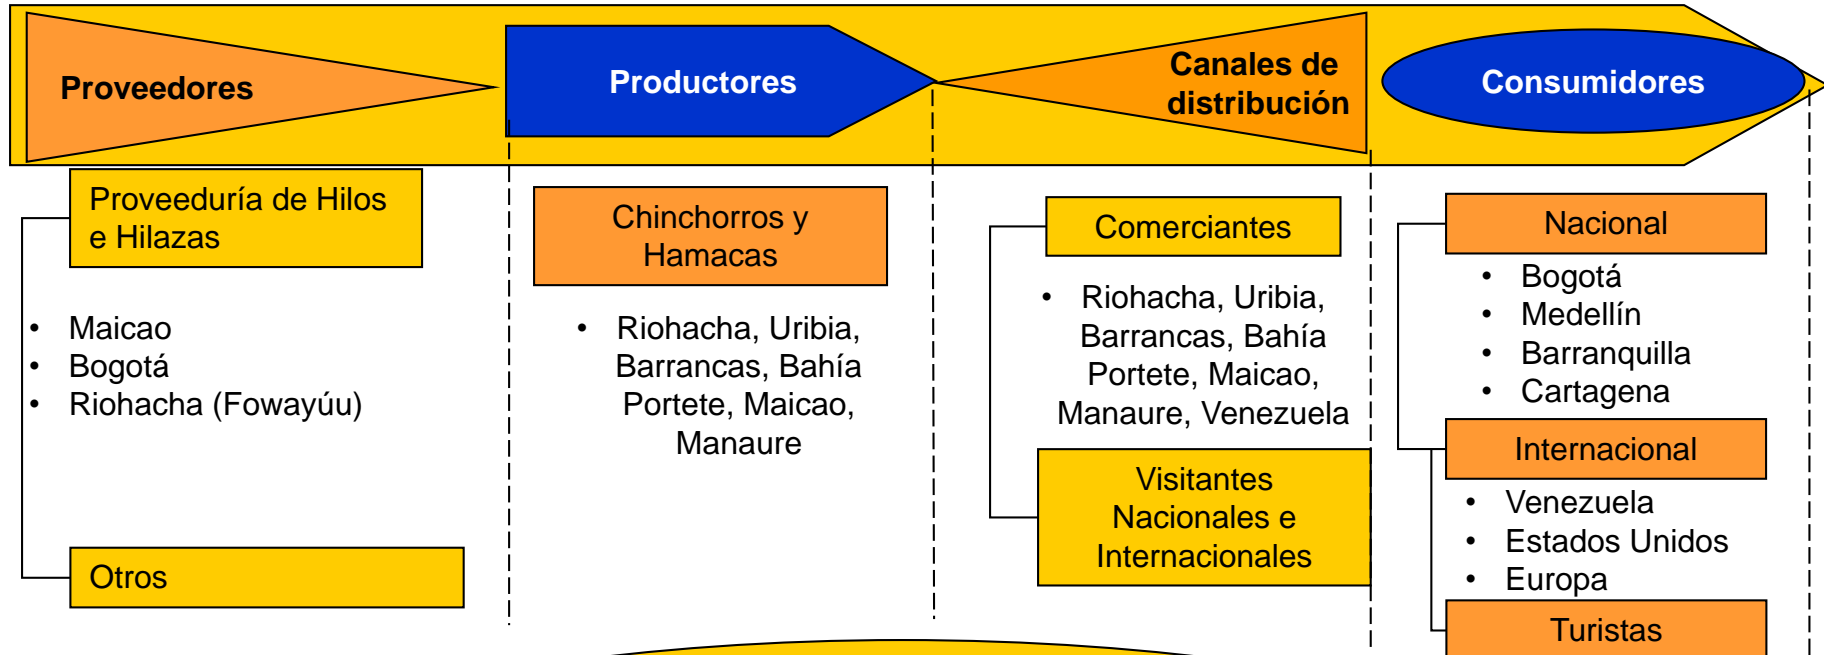 Proveedores
Productores
Canales de
distribución
Consumidores
Proveeduría de Hilos
e Hilazas
• Maicao
• Bogotá
• Riohacha (Fowayúu)
Otros
Chinchorros y
Hamacas
• Riohacha, Uribia,
Barrancas, Bahía
Portete, Maicao,
Manaure
Comerciantes
• Riohacha, Uribia,
Barrancas, Bahía
Portete, Maicao,
Manaure, Venezuela
Visitantes
Nacionales e
Internacionales
Nacional
• Bogotá
• Medellín
• Barranquilla
• Cartagena
Internacional
• Venezuela
• Estados Unidos
• Europa
Turistas